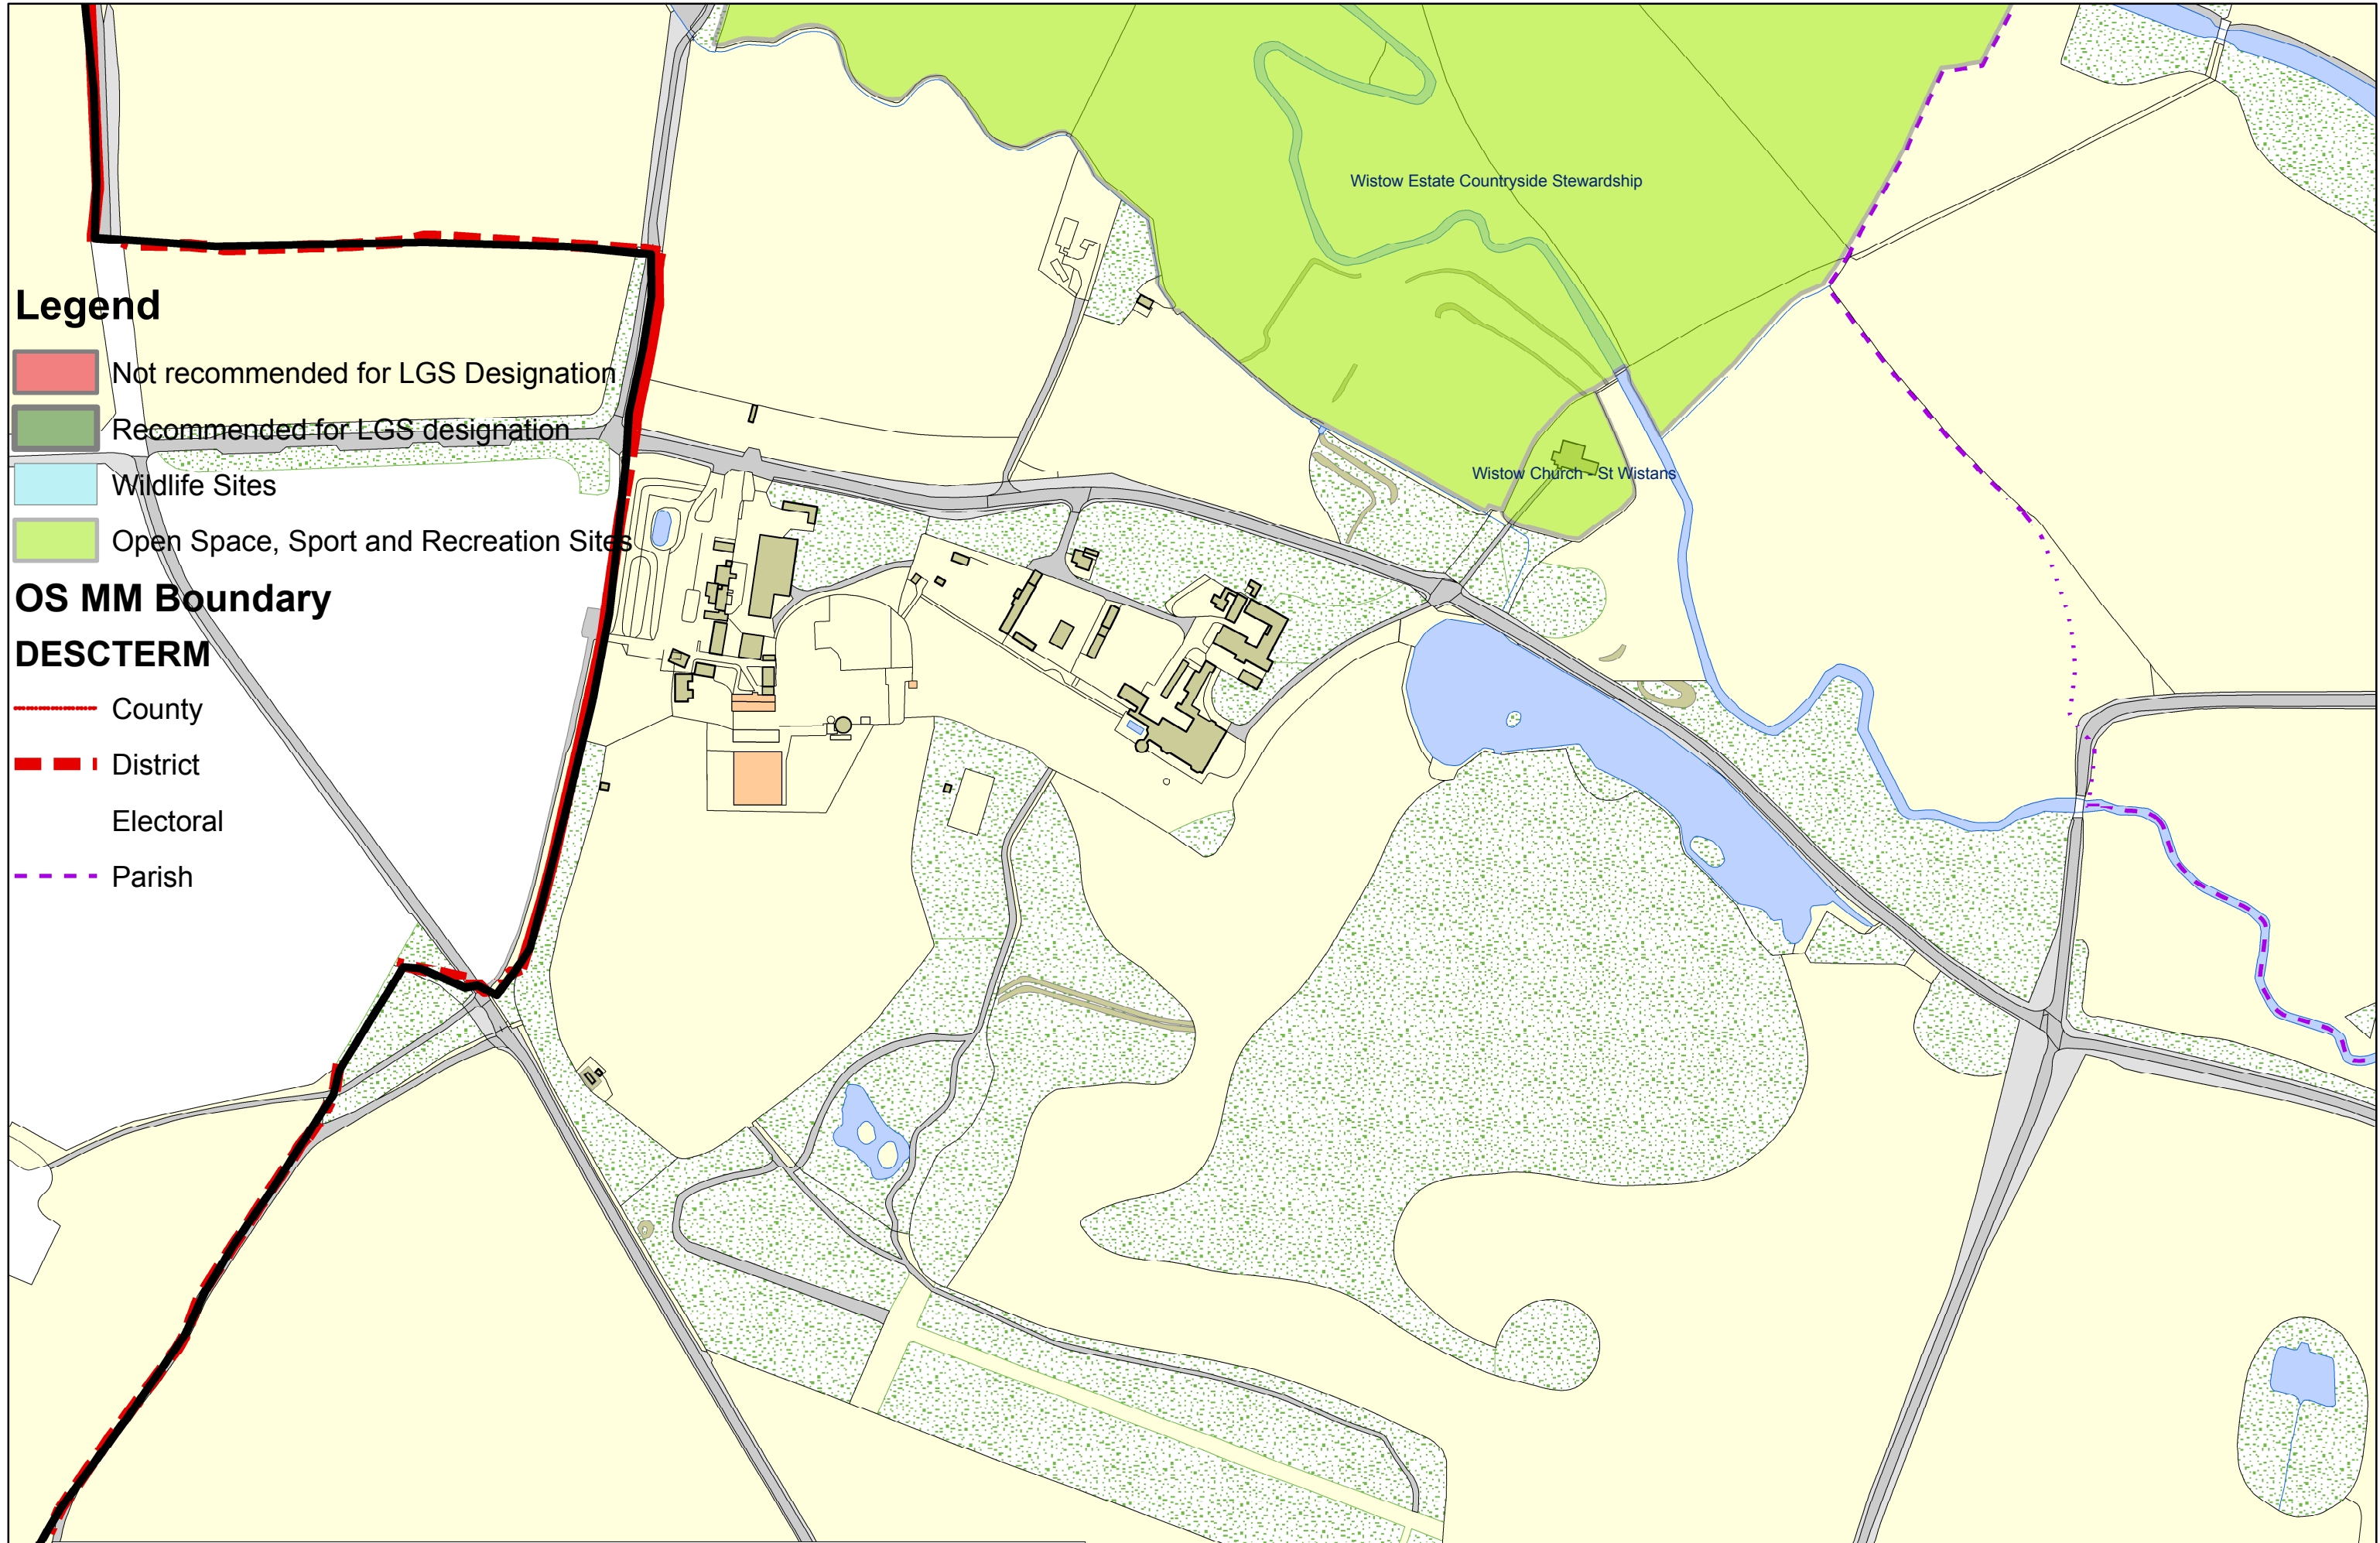 Wistow Estate Countryside Stewardship
Wistow Church - St Wistans
Legend
Not recommended for LGS Designation
Recommended for LGS designation
Wildlife Sites
Open Space, Sport and Recreation Sites
OS MM Boundary
DESCTERM
County
District
Electoral
Parish